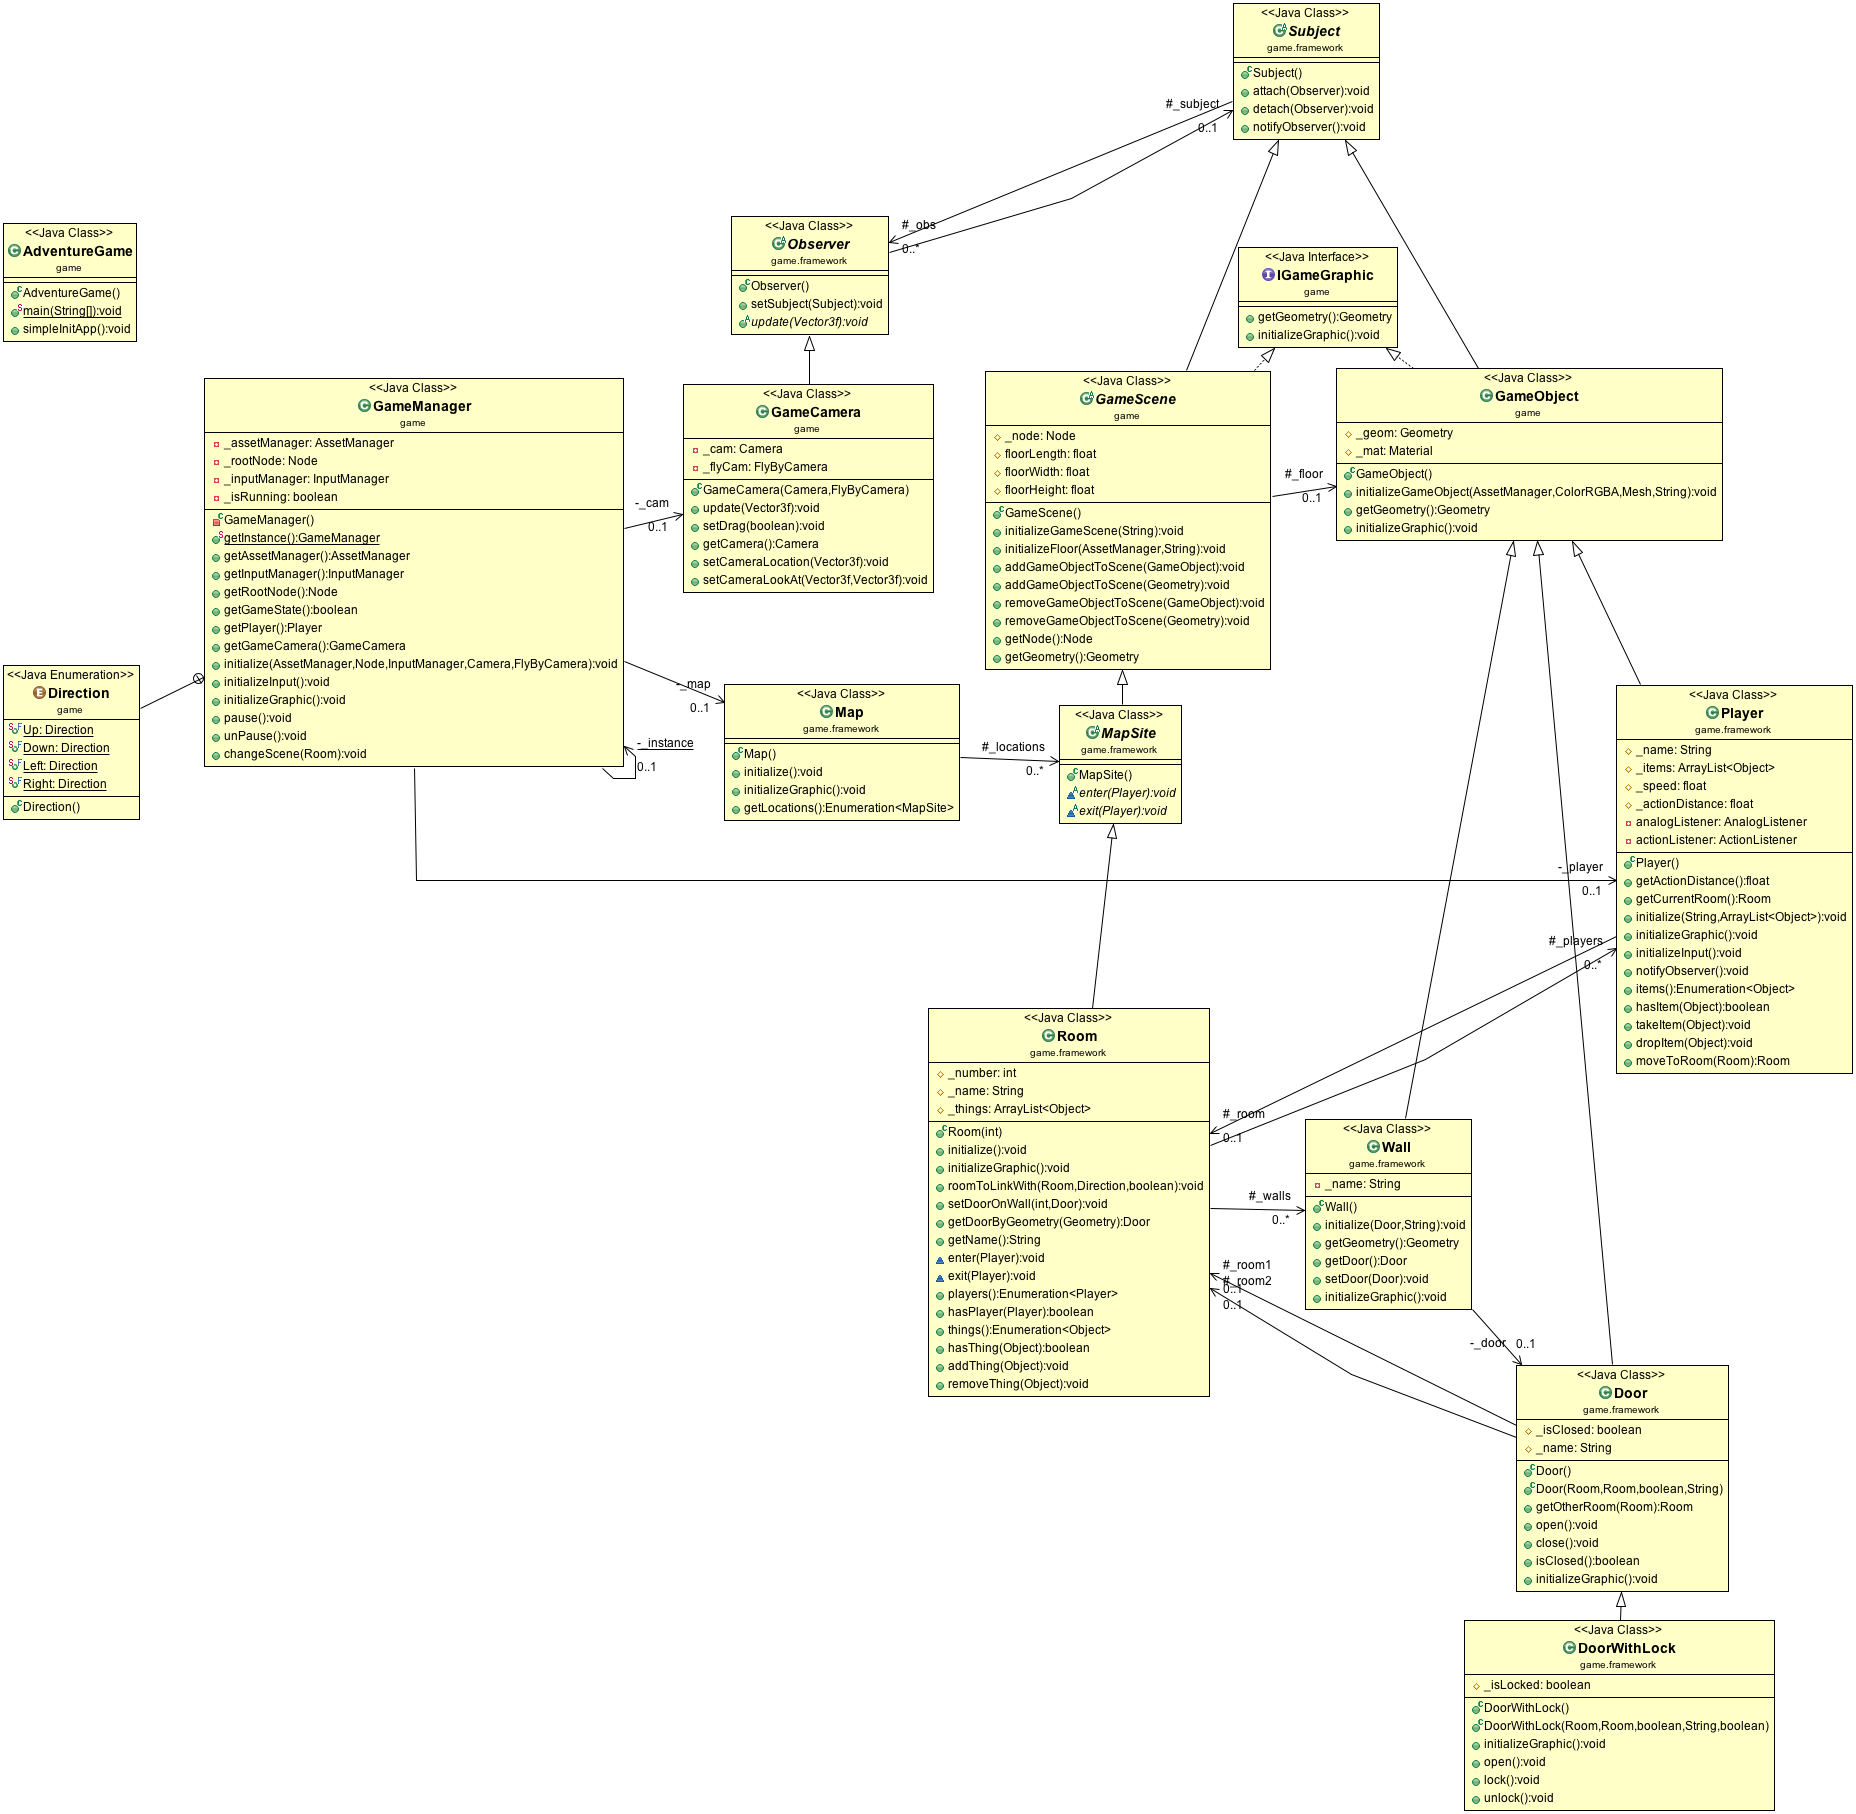 <<Java Class>>
Subject
game.framework
Subject()
attach(Observer):void
detach(Observer):void
notifyObserver():void
#_subject
0..1
#_obs
0..*
<<Java Class>>
AdventureGame
game
AdventureGame()
main(String[]):void
simpleInitApp():void
<<Java Class>>
Observer
game.framework
Observer()
setSubject(Subject):void
update(Vector3f):void
<<Java Interface>>
IGameGraphic
game
getGeometry():Geometry
initializeGraphic():void
<<Java Class>>
GameManager
game
_assetManager: AssetManager
_rootNode: Node
_inputManager: InputManager
_isRunning: boolean
GameManager()
getInstance():GameManager
getAssetManager():AssetManager
getInputManager():InputManager
getRootNode():Node
getGameState():boolean
getPlayer():Player
getGameCamera():GameCamera
initialize(AssetManager,Node,InputManager,Camera,FlyByCamera):void
initializeInput():void
initializeGraphic():void
pause():void
unPause():void
changeScene(Room):void
-_cam
0..1
<<Java Class>>
GameCamera
game
_cam: Camera
_flyCam: FlyByCamera
GameCamera(Camera,FlyByCamera)
update(Vector3f):void
setDrag(boolean):void
getCamera():Camera
setCameraLocation(Vector3f):void
setCameraLookAt(Vector3f,Vector3f):void
<<Java Class>>
GameScene
game
_node: Node
floorLength: float
floorWidth: float
floorHeight: float
GameScene()
initializeGameScene(String):void
initializeFloor(AssetManager,String):void
addGameObjectToScene(GameObject):void
addGameObjectToScene(Geometry):void
removeGameObjectToScene(GameObject):void
removeGameObjectToScene(Geometry):void
getNode():Node
getGeometry():Geometry
#_floor
0..1
<<Java Class>>
GameObject
game
_geom: Geometry
_mat: Material
GameObject()
initializeGameObject(AssetManager,ColorRGBA,Mesh,String):void
getGeometry():Geometry
initializeGraphic():void
<<Java Enumeration>>
Direction
game
Up: Direction
Down: Direction
Left: Direction
Right: Direction
Direction()
-_map
0..1
-_instance
0..1
<<Java Class>>
Map
game.framework
Map()
initialize():void
initializeGraphic():void
getLocations():Enumeration<MapSite>
#_locations
0..*
<<Java Class>>
MapSite
game.framework
MapSite()
enter(Player):void
exit(Player):void
-_player
0..1
<<Java Class>>
Player
game.framework
_name: String
_items: ArrayList<Object>
_speed: float
_actionDistance: float
analogListener: AnalogListener
actionListener: ActionListener
Player()
getActionDistance():float
getCurrentRoom():Room
initialize(String,ArrayList<Object>):void
initializeGraphic():void
initializeInput():void
notifyObserver():void
items():Enumeration<Object>
hasItem(Object):boolean
takeItem(Object):void
dropItem(Object):void
moveToRoom(Room):Room
#_players
0..*
<<Java Class>>
Room
game.framework
_number: int
_name: String
_things: ArrayList<Object>
Room(int)
initialize():void
initializeGraphic():void
roomToLinkWith(Room,Direction,boolean):void
setDoorOnWall(int,Door):void
getDoorByGeometry(Geometry):Door
getName():String
enter(Player):void
exit(Player):void
players():Enumeration<Player>
hasPlayer(Player):boolean
things():Enumeration<Object>
hasThing(Object):boolean
addThing(Object):void
removeThing(Object):void
#_room
0..1
#_walls
0..*
#_room1
#_room2
0..1
0..1
<<Java Class>>
Wall
game.framework
_name: String
Wall()
initialize(Door,String):void
getGeometry():Geometry
getDoor():Door
setDoor(Door):void
initializeGraphic():void
-_door
0..1
<<Java Class>>
Door
game.framework
_isClosed: boolean
_name: String
Door()
Door(Room,Room,boolean,String)
getOtherRoom(Room):Room
open():void
close():void
isClosed():boolean
initializeGraphic():void
<<Java Class>>
DoorWithLock
game.framework
_isLocked: boolean
DoorWithLock()
DoorWithLock(Room,Room,boolean,String,boolean)
initializeGraphic():void
open():void
lock():void
unlock():void